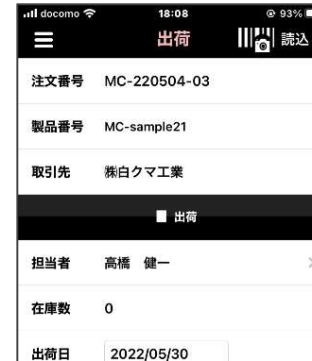 docomo 18:08 93%
出荷 読込
注文番号 MC-220504-03
製品番号 MC-sample21
取引先 ㈱白クマ工業
出荷
担当者 高橋 健一
在庫数 0
出荷日 2022/05/30